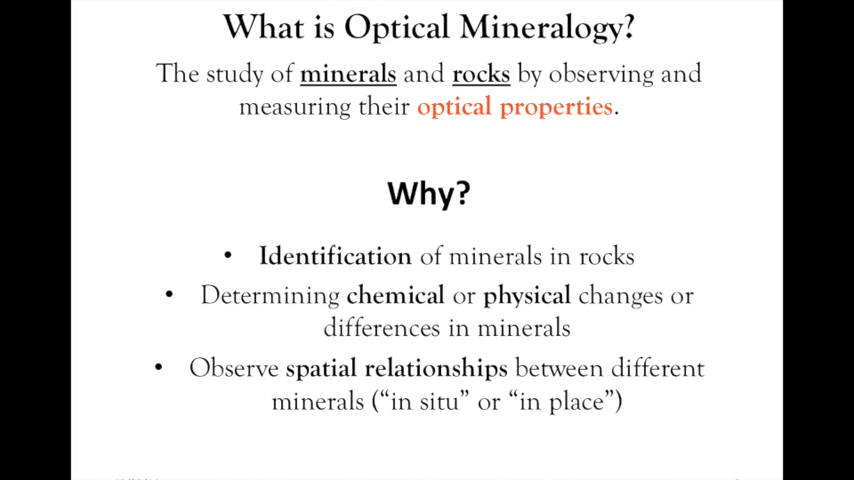 What is Optical Mineralogy?
The study of minerals and rocks by observing and
measuring their optical properties.
Why?
• Identification of minerals in rocks
• Determining chemical or physical changes or
differences in minerals
• Observe spatial relationships between different
minerals (“in situ” or “in place”)